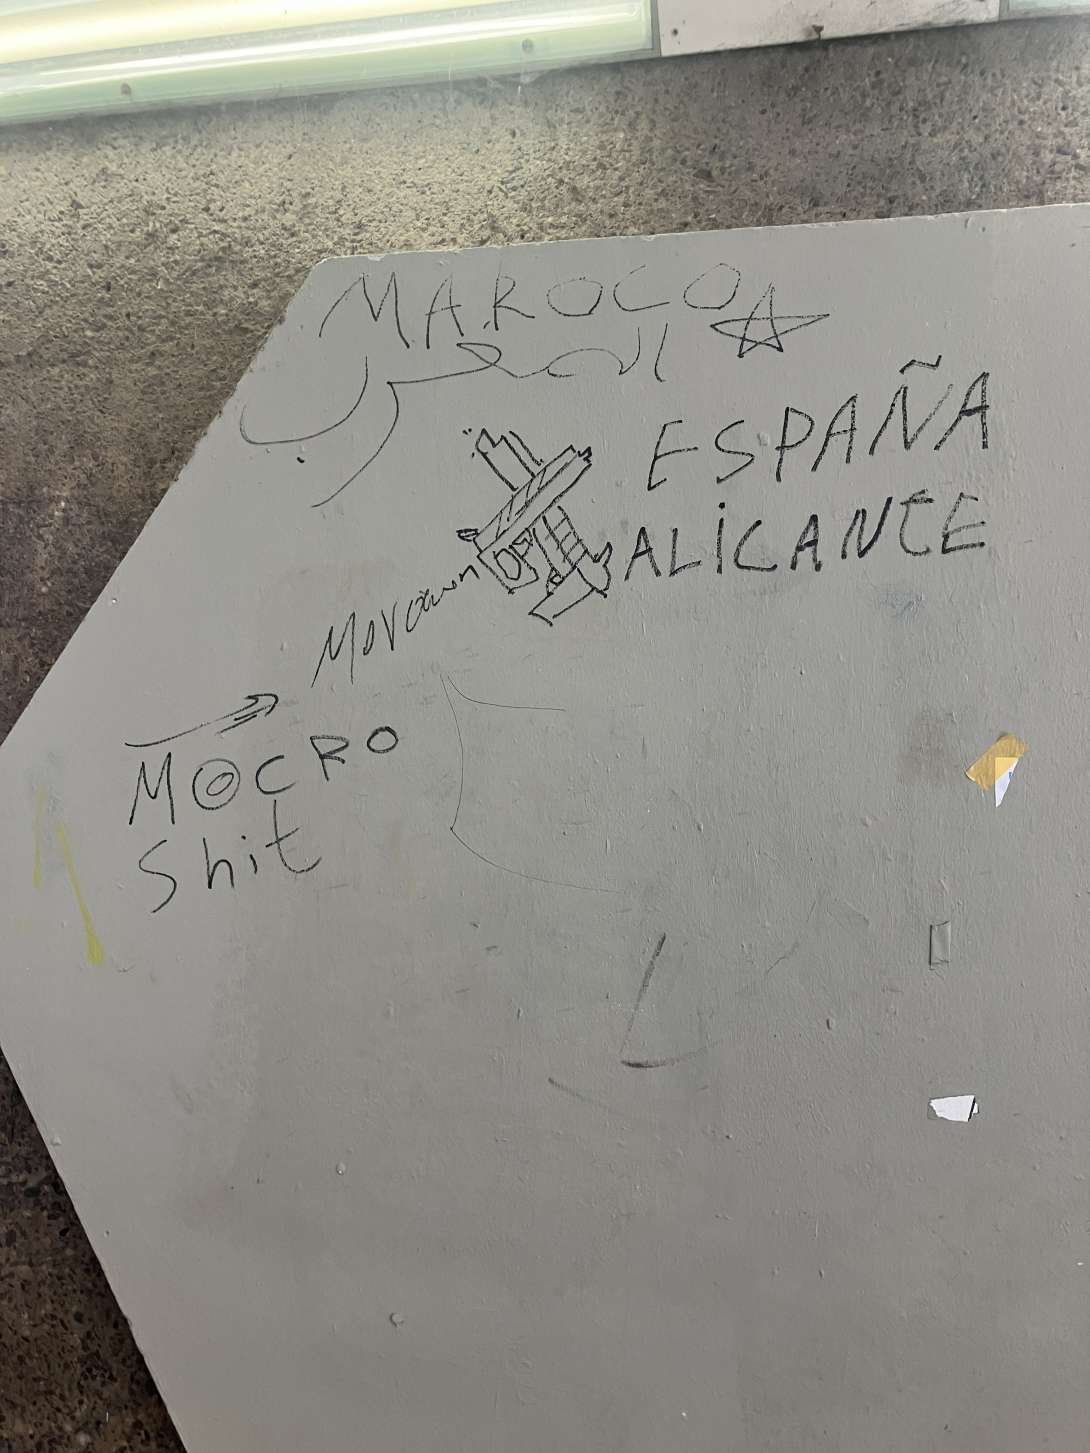 MAROCO
المغرب
ESPAÑA
ALiCANtE
MOCRO
Shit